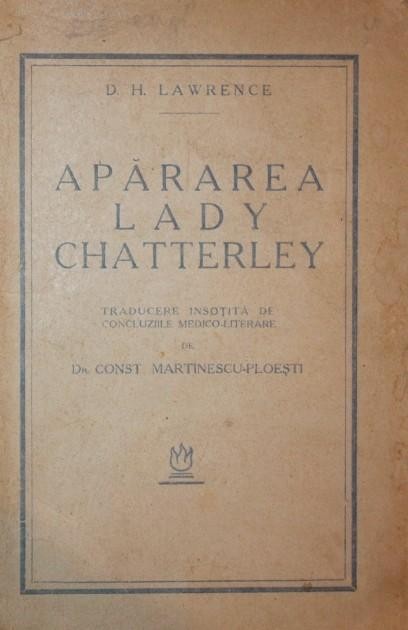 D. H. LAWRENCE
APĂRAREA
LADY
CHATTERLEY
TRADUCERE INSOȚITĂ DE
CONCLUZIILE MEDICO-LITERARE
DE
DR. CONST MARTINESCU-PLOEȘTI